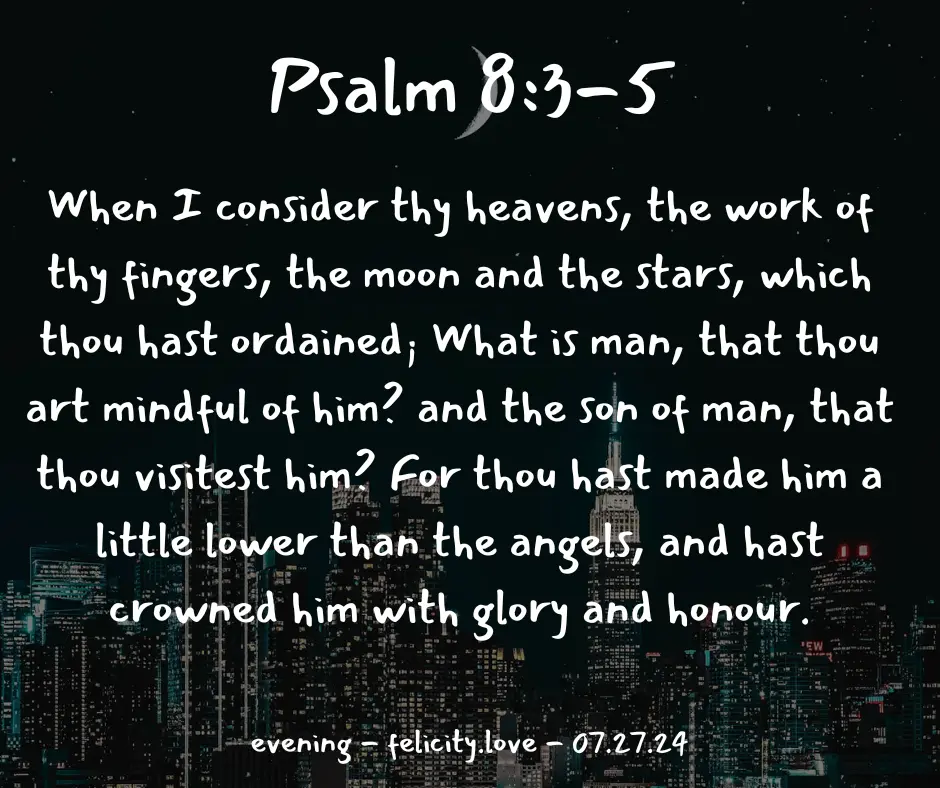 Psalm 8:3-5
When I consider thy heavens, the work of
thy fingers, the moon and the stars, which
thou hast ordained; What is man, that thou
art mindful of him? and the son of man, that
thou visitest him? For thou hast made him a
little lower than the angels, and hast
crowned him with glory and honour.
EW
evening - felicity.love - 07.27.24